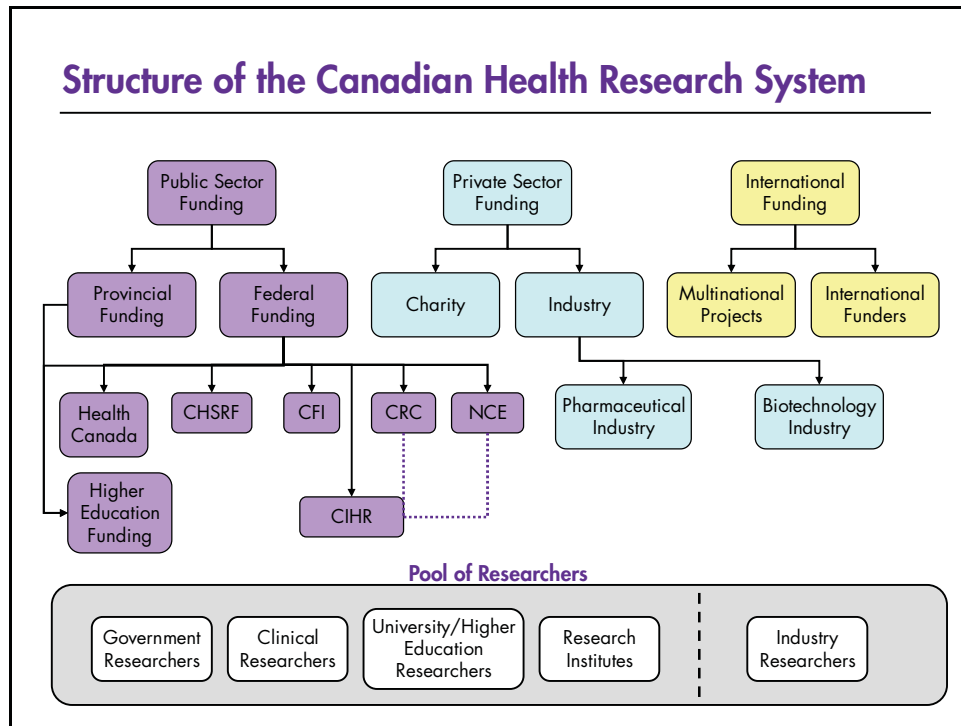 Structure of the Canadian Health Research System
Public Sector
Funding
Private Sector
Funding
International
Funding
Provincial
Funding
Federal
Funding
Charity
Industry
Multinational
Projects
International
Funders
Health
Canada
CHSRF
CFI
CRC
NCE
Pharmaceutical
Industry
Biotechnology
Industry
Higher
Education
Funding
CIHR
Pool of Researchers
Government
Researchers
Clinical
Researchers
University/Higher
Education
Researchers
Research
Institutes
Industry
Researchers